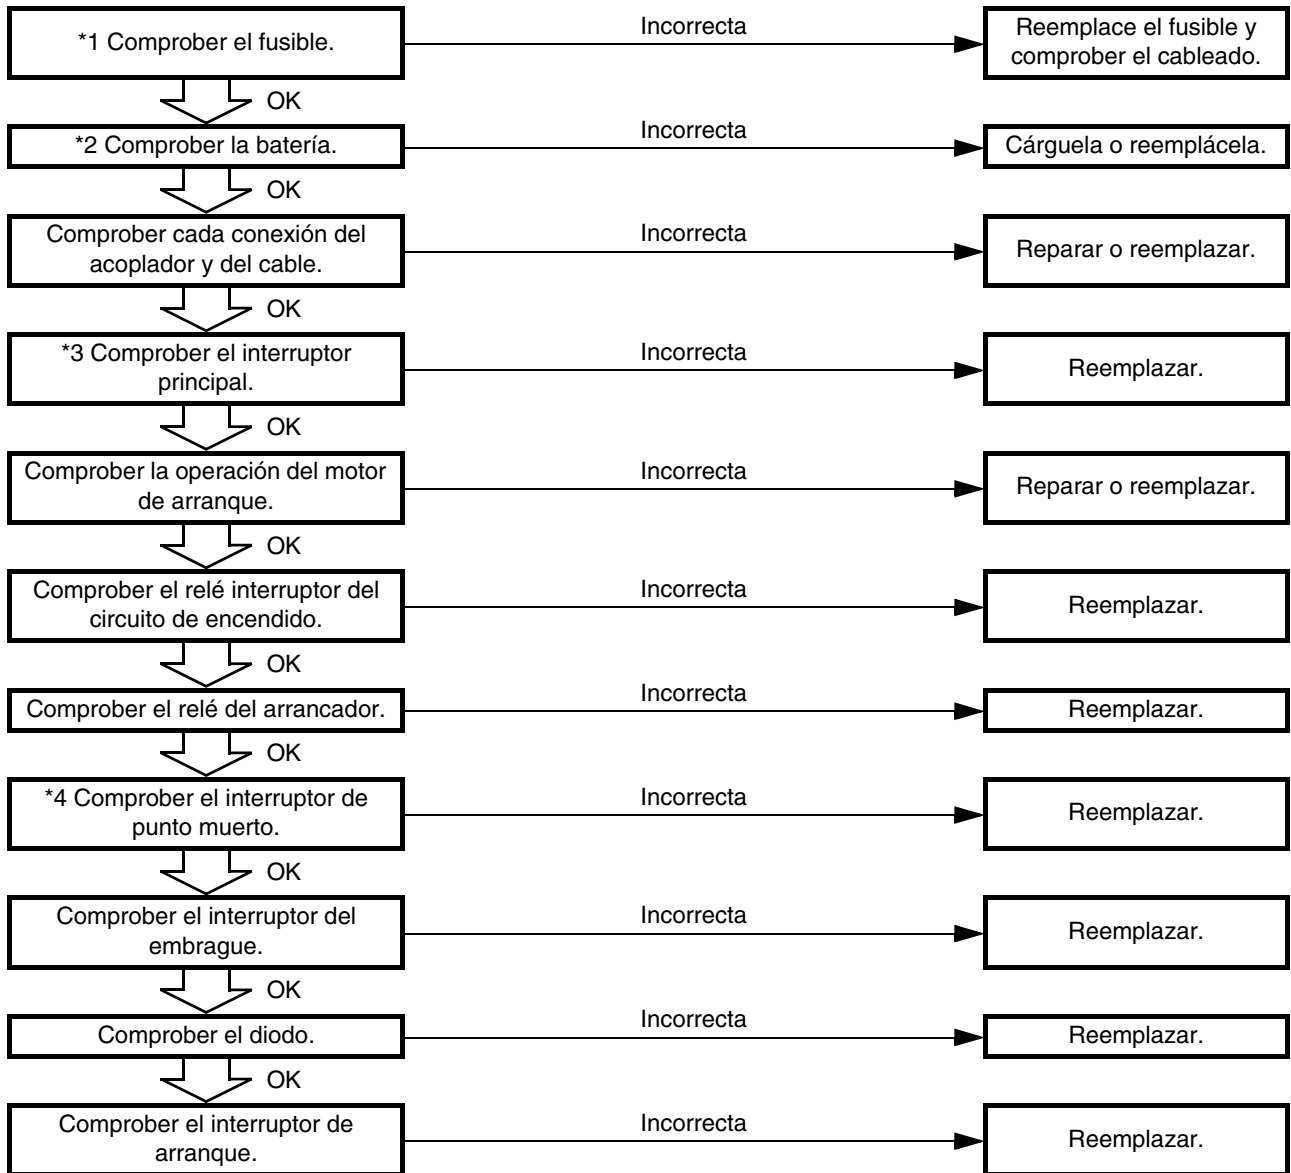 *1 Comprober el fusible.
Incorrecta
Reemplace el fusible y
comprober el cableado.
OK
*2 Comprober la batería.
Incorrecta
Cárguela o reemplácela.
OK
Comprober cada conexión del
acoplador y del cable.
Incorrecta
Reparar o reemplazar.
OK
*3 Comprober el interruptor
principal.
Incorrecta
Reemplazar.
OK
Comprober la operación del motor
de arranque.
Incorrecta
Reparar o reemplazar.
OK
Comprober el relé interruptor del
circuito de encendido.
Incorrecta
Reemplazar.
OK
Comprober el relé del arrancador.
Incorrecta
Reemplazar.
OK
*4 Comprober el interruptor de
punto muerto.
Incorrecta
Reemplazar.
OK
Comprober el interruptor del
embrague.
Incorrecta
Reemplazar.
OK
Comprober el diodo.
Incorrecta
Reemplazar.
OK
Comprober el interruptor de
arranque.
Incorrecta
Reemplazar.